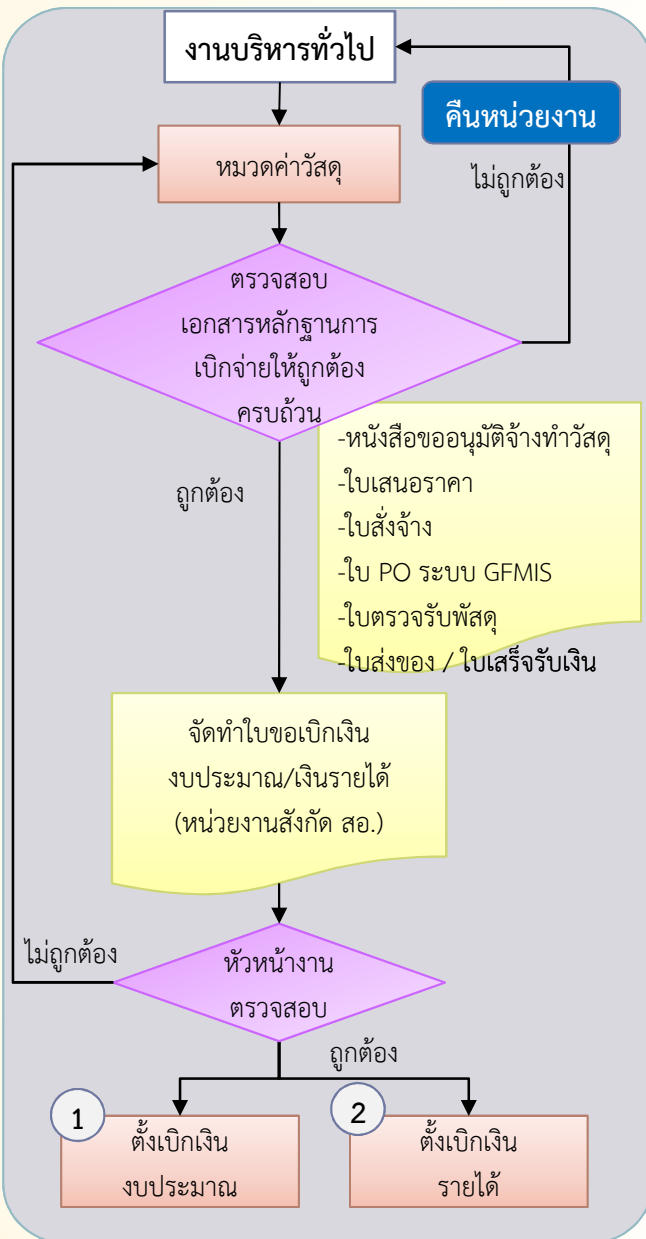 งานบริหารทั่วไป
คืนหน่วยงาน
ไม่ถูกต้อง
หมวดค่าวัสดุ
ตรวจสอบ
เอกสารหลักฐานการ
เบิกจ่ายให้ถูกต้อง
ครบถ้วน
ถูกต้อง
-หนังสือขออนุมัติจ้างทำวัสดุ
-ใบเสนอราคา
-ใบสั่งจ้าง
-ใบ PO ระบบ GFMIS
-ใบตรวจรับพัสดุ
-ใบส่งของ / ใบเสร็จรับเงิน
จัดทำใบขอเบิกเงิน
งบประมาณ/เงินรายได้
(หน่วยงานสังกัด สอ.)
ไม่ถูกต้อง
หัวหน้างาน
ตรวจสอบ
ถูกต้อง
1
ตั้งเบิกเงิน
งบประมาณ
2
ตั้งเบิกเงิน
รายได้